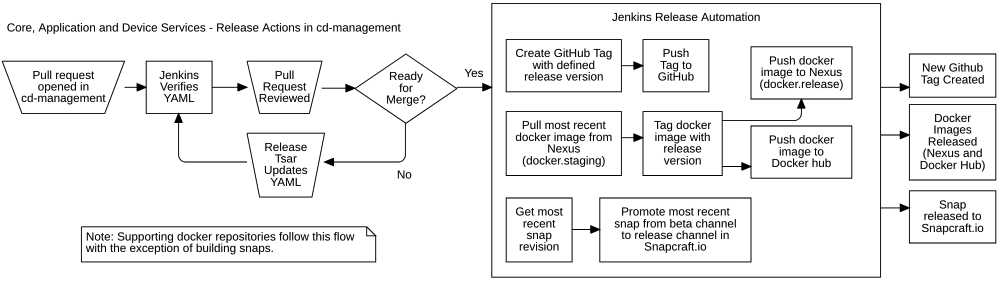 Core, Application and Device Services - Release Actions in cd-management
Pull request
opened in
cd-management
Jenkins
Verifies
YAML
Pull
Request
Reviewed
Ready
for
Merge?
Yes
No
Release
Tsar
Updates
YAML
Note: Supporting docker repositories follow this flow
with the exception of building snaps.
Jenkins Release Automation
Create GitHub Tag
with defined
release version
Push
Tag to
GitHub
Pull most recent
docker image from
Nexus
(docker.staging)
Tag docker
image with
release
version
Push docker
image to Nexus
(docker.release)
Push docker
image to
Docker hub
Get most
recent
snap
revision
Promote most recent
snap from beta channel
to release channel in
Snapcraft.io
New Github
Tag Created
Docker
Images
Released
(Nexus and
Docker Hub)
Snap
released to
Snapcraft.io